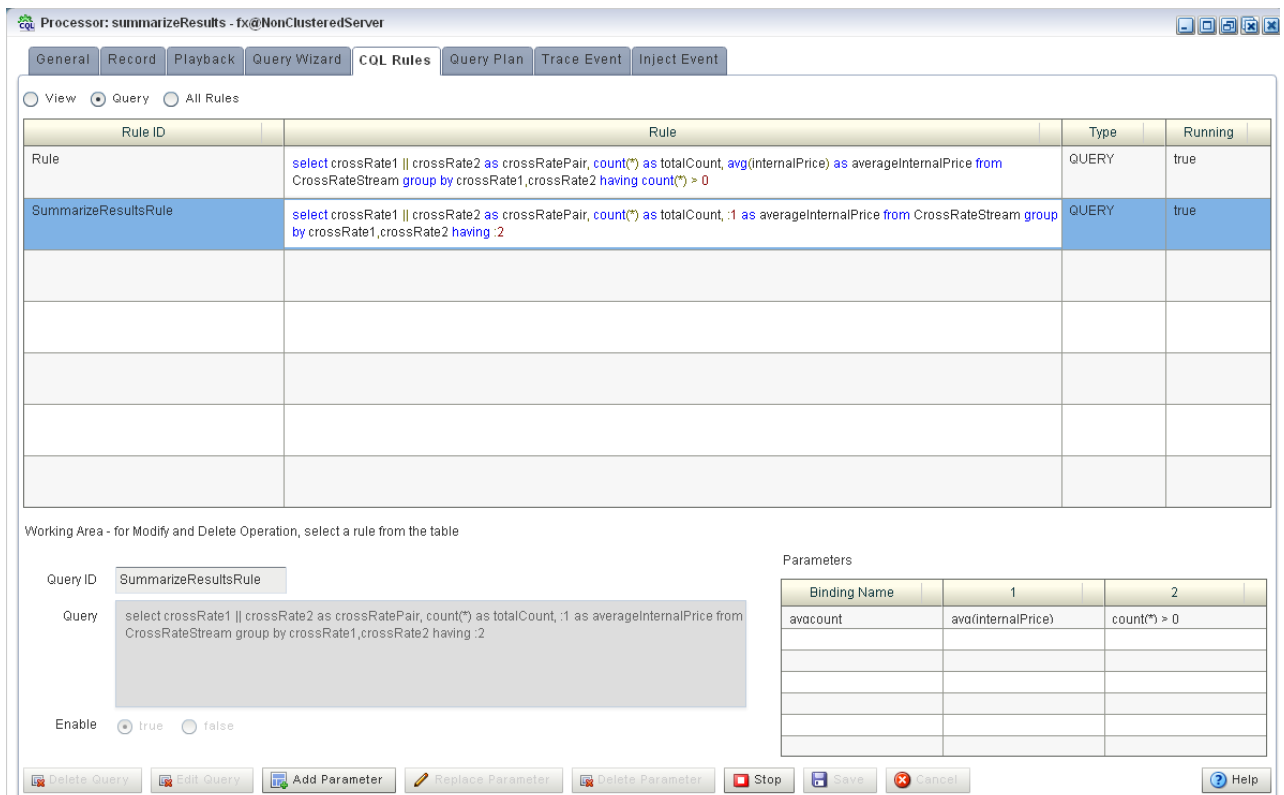 CQL Processor: summarizeResults - fx@NonClusteredServer
General Record Playback Query Wizard CQL Rules Query Plan Trace Event Inject Event
View Query All Rules
Rule ID Rule Type Running
Rule select crossRate1 || crossRate2 as crossRatePair, count(*) as totalCount, avg(internalPrice) as averageInternalPrice from QUERY true
CrossRateStream group by crossRate1,crossRate2 having count(*) > 0
SummarizeResultsRule select crossRate1 || crossRate2 as crossRatePair, count(*) as totalCount, :1 as averageInternalPrice from CrossRateStream group QUERY true
by crossRate1,crossRate2 having :2
Working Area - for Modify and Delete Operation, select a rule from the table
Parameters
Query ID SummarizeResultsRule
Binding Name 1 2
Query select crossRate1 || crossRate2 as crossRatePair, count(*) as totalCount, :1 as averageInternalPrice from
CrossRateStream group by crossRate1,crossRate2 having :2
avgcount avg(internalPrice) count(*) > 0
Enable true false
Delete Query Edit Query Add Parameter Replace Parameter Delete Parameter Stop Save Cancel Help